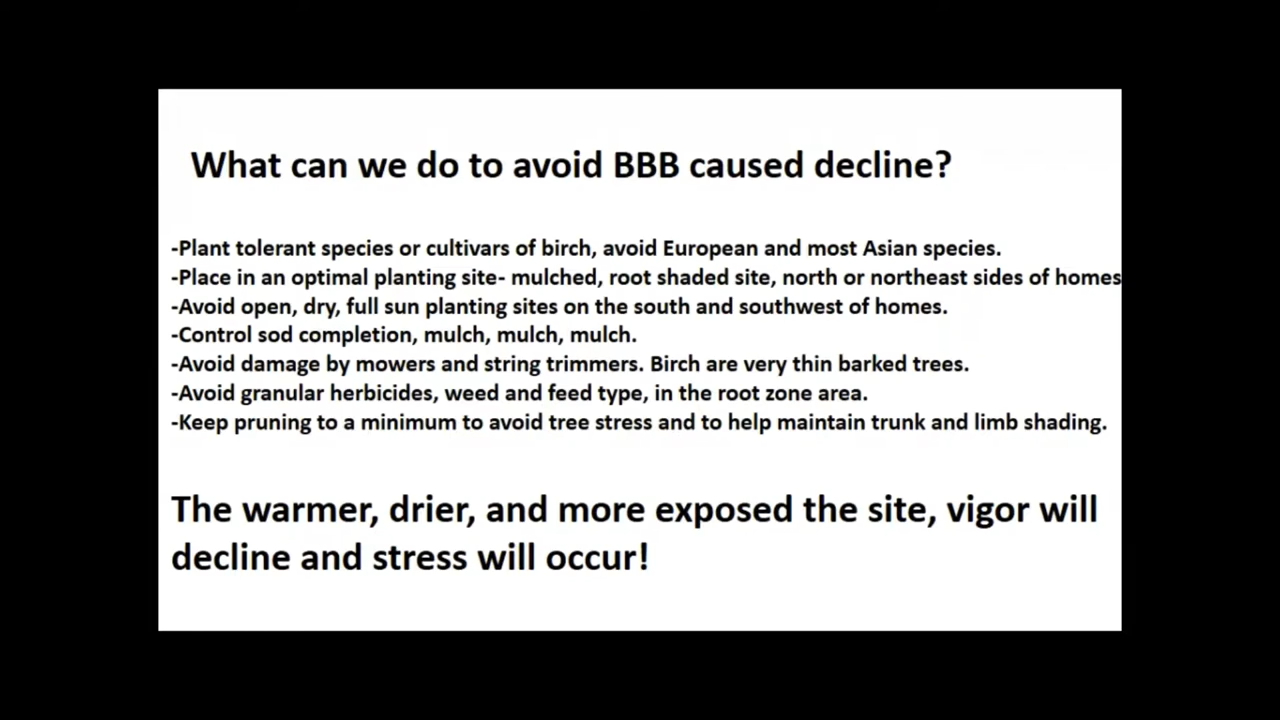 What can we do to avoid BBB caused decline?
-Plant tolerant species or cultivars of birch, avoid European and most Asian species.
-Place in an optimal planting site- mulched, root shaded site, north or northeast sides of homes
-Avoid open, dry, full sun planting sites on the south and southwest of homes.
-Control sod completion, mulch, mulch, mulch.
-Avoid damage by mowers and string trimmers. Birch are very thin barked trees.
-Avoid granular herbicides, weed and feed type, in the root zone area.
-Keep pruning to a minimum to avoid tree stress and to help maintain trunk and limb shading.
The warmer, drier, and more exposed the site, vigor will
decline and stress will occur!